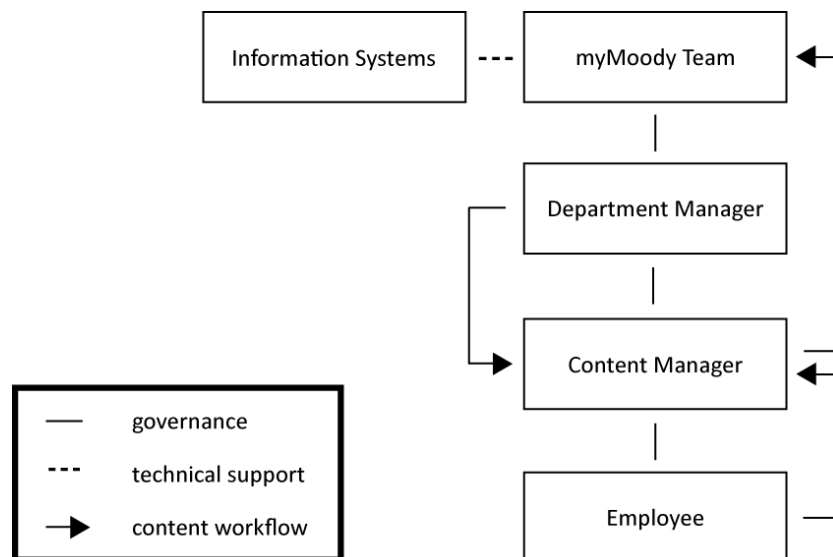 Information Systems
myMoody Team
Department Manager
Content Manager
Employee
governance
technical support
content workflow